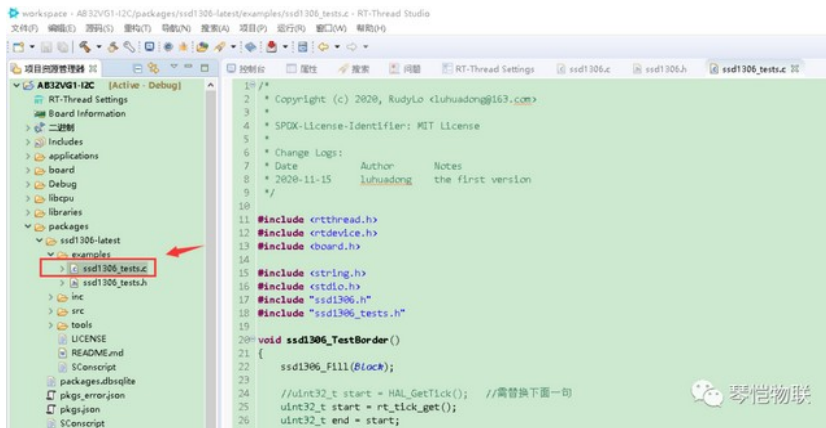 workspace - AB32VG1-I2C/packages/ssd1306-latest/examples/ssd1306_tests.c - RT-Thread Studio
文件(F) 编辑(E) 源码(S) 重构(T) 导航(N) 搜索(A) 项目(P) 运行(R) 窗口(W) 帮助(H)
项目资源管理器
控制台 属性 搜索 问题 RT-Thread Settings ssd1306.c ssd1306.h ssd1306_tests.c
AB32VG1-I2C [Active - Debug]
RT-Thread Settings
Board Information
二进制
Includes
applications
board
Debug
libcpu
libraries
packages
ssd1306-latest
examples
ssd1306_tests.c
ssd1306_tests.h
inc
src
tools
LICENSE
README.md
SConscript
packages.dbsqlite
pkgs_error.json
pkgs.json
SConscript
1 /*
2 * Copyright (c) 2020, RudyLo <luhuadong@163.com>
3 *
4 * SPDX-License-Identifier: MIT License
5 *
6 * Change Logs:
7 * Date Author Notes
8 * 2020-11-15 luhuadong the first version
9 */
10
11 #include <rtthread.h>
12 #include <rtdevice.h>
13 #include <board.h>
14
15 #include <string.h>
16 #include <stdio.h>
17 #include "ssd1306.h"
18 #include "ssd1306_tests.h"
19
20 void ssd1306_TestBorder()
21 {
22 ssd1306_Fill(Black);
23
24 //uint32_t start = HAL_GetTick(); //需替换下面一句
25 uint32_t start = rt_tick_get();
26 uint32_t end = start;
琴恺物联